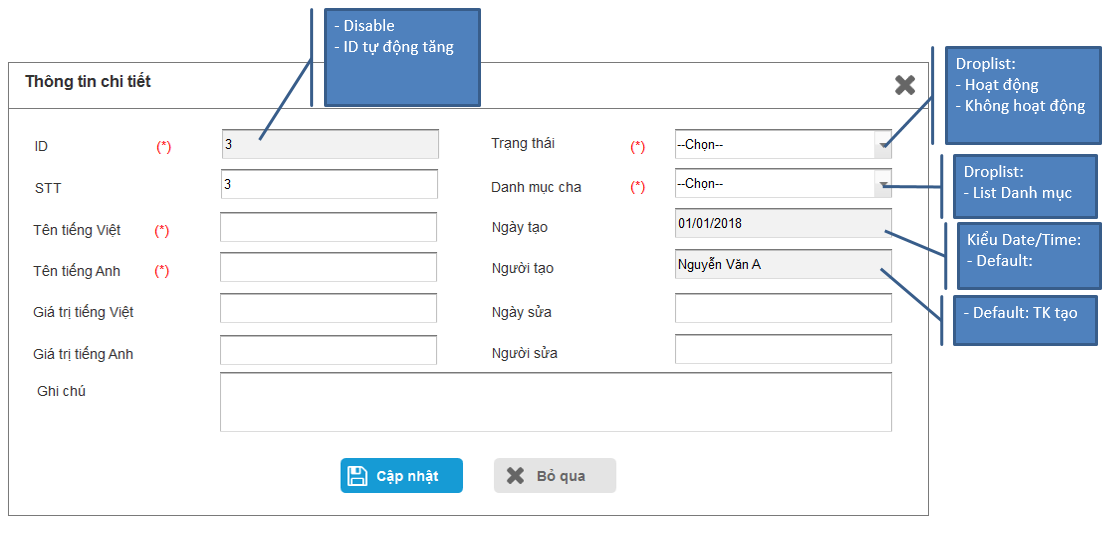 - Disable
- ID tự động tăng
Thông tin chi tiết
Droplist:
- Hoạt động
- Không hoạt động
ID (*) 3
Trạng thái (*) --Chọn--
STT 3
Danh mục cha (*) --Chọn--
Droplist:
- List Danh mục
Tên tiếng Việt (*)
Ngày tạo 01/01/2018
Kiểu Date/Time:
- Default:
Tên tiếng Anh (*)
Người tạo Nguyễn Văn A
- Default: TK tạo
Giá trị tiếng Việt
Ngày sửa
Giá trị tiếng Anh
Người sửa
Ghi chú
Cập nhật
Bỏ qua